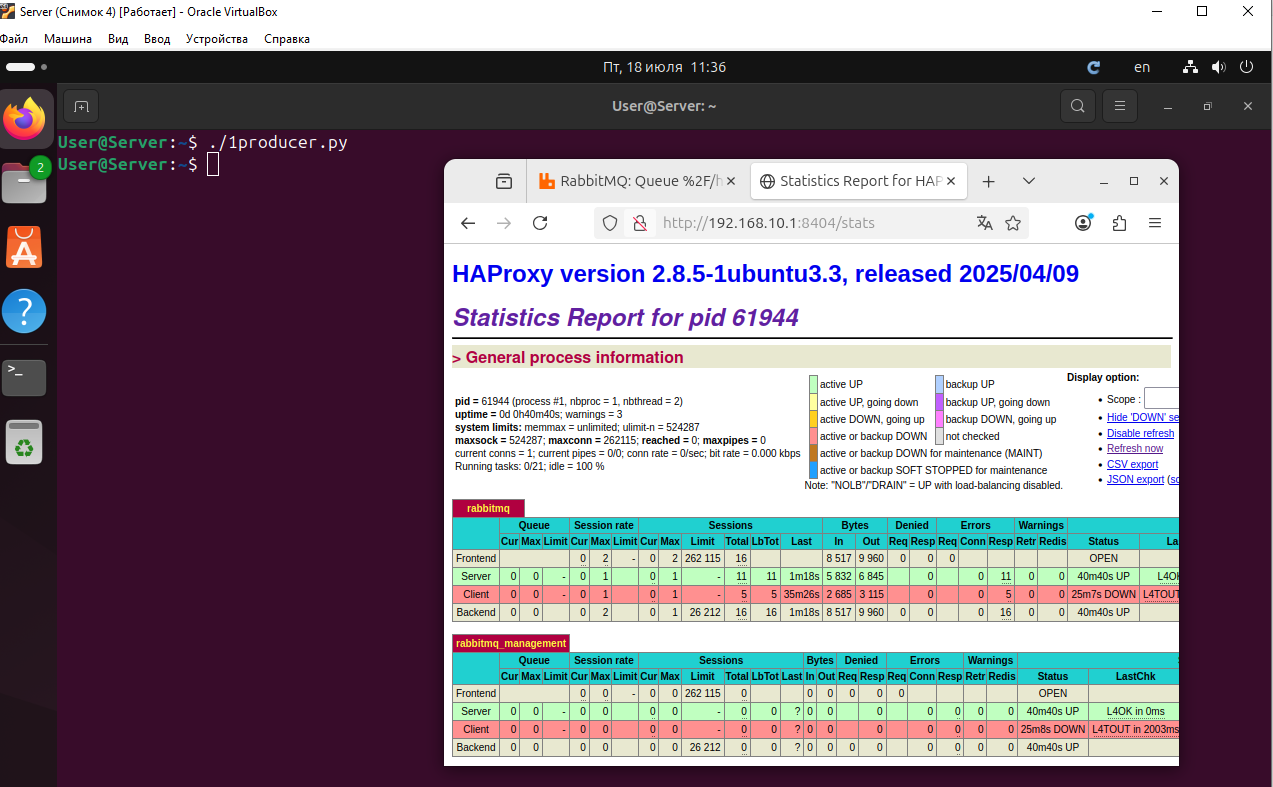 Server (Снимок 4) [Работает] - Oracle VirtualBox
Файл Машина Вид Ввод Устройства Справка
Пт, 18 июля 11:36
en
User@Server: ~
User@Server:~$ ./1producer.py
User@Server:~$
2
RabbitMQ: Queue %2F/h
Statistics Report for HAP
http://192.168.10.1:8404/stats
HAProxy version 2.8.5-1ubuntu3.3, released 2025/04/09
Statistics Report for pid 61944
> General process information
pid = 61944 (process #1, nbproc = 1, nbthread = 2)
uptime = 0d 0h40m40s; warnings = 3
system limits: memmax = unlimited; ulimit-n = 524287
maxsock = 524287; maxconn = 262115; reached = 0; maxpipes = 0
current conns = 1; current pipes = 0/0; conn rate = 0/sec; bit rate = 0.000 kbps
Running tasks: 0/21; idle = 100 %
active UP backup UP
active UP, going down backup UP, going down
active DOWN, going up backup DOWN, going up
active or backup DOWN not checked
active or backup DOWN for maintenance (MAINT)
active or backup SOFT STOPPED for maintenance
Note: "NOLB"/"DRAIN" = UP with load-balancing disabled.
Display option:
Scope :
Hide 'DOWN' se
Disable refresh
Refresh now
CSV export
JSON export (sc
rabbitmq
Queue Session rate Sessions Bytes Denied Errors Warnings
Cur Max Limit Cur Max Limit Cur Max Limit Total LbTot Last In Out Req Resp Req Conn Resp Retr Redis Status La
Frontend 0 2 - 0 2 262 115 16 8 517 9 960 0 0 0 OPEN
Server 0 0 - 0 1 0 1 - 11 11 1m18s 5 832 6 845 0 0 11 0 0 40m40s UP L4OK
Client 0 0 - 0 1 0 1 - 5 5 35m26s 2 685 3 115 0 0 5 0 0 25m7s DOWN L4TOUT
Backend 0 0 0 2 0 1 26 212 16 16 1m18s 8 517 9 960 0 0 0 16 0 0 40m40s UP
rabbitmq_management
Queue Session rate Sessions Bytes Denied Errors Warnings
Cur Max Limit Cur Max Limit Cur Max Limit Total LbTot Last In Out Req Resp Req Conn Resp Retr Redis Status LastChk
Frontend 0 0 - 0 0 262 115 0 0 0 0 0 0 OPEN
Server 0 0 - 0 0 0 0 - 0 0 ? 0 0 0 0 0 0 0 40m40s UP L4OK in 0ms
Client 0 0 - 0 0 0 0 - 0 0 ? 0 0 0 0 0 0 0 25m8s DOWN L4TOUT in 2003ms
Backend 0 0 0 0 0 0 26 212 0 0 ? 0 0 0 0 0 0 0 0 40m40s UP